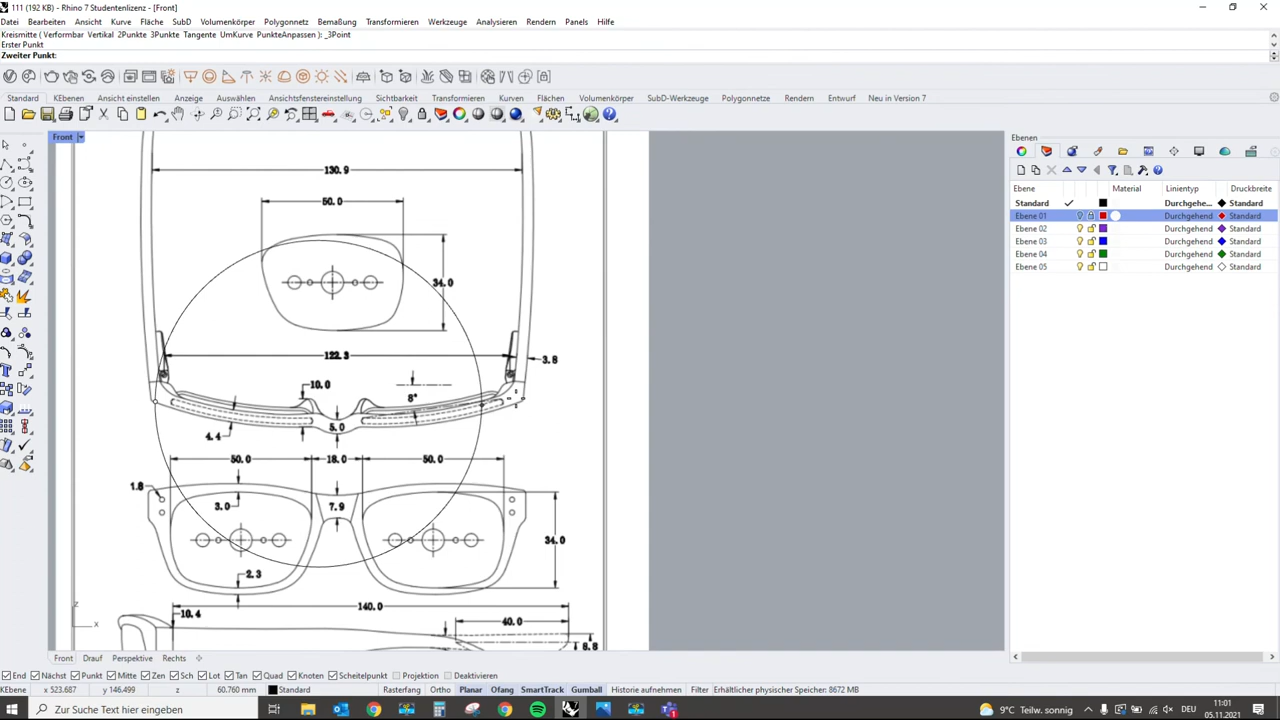 111 (192 KB) - Rhino 7 Studentenlizenz - [Front]
Datei Bearbeiten Ansicht Kurve Fläche SubD Volumenkörper Polygonnetz Bemaßung Transformieren Werkzeuge Analysieren Rendern Panels Hilfe
Kreismitte ( Verformbar Vertikal 2Punkte 3Punkte Tangente UmKurve PunkteAnpassen ): _3Point
Erster Punkt
Zweiter Punkt:
Standard KEbenen Ansicht einstellen Anzeige Auswählen Ansichtsfenstereinstellung Sichtbarkeit Transformieren Kurven Flächen Volumenkörper SubD-Werkzeuge Polygonnetze Rendern Entwurf Neu in Version 7
Front
130.9
50.0
34.0
122.3
3.8
10.0
8°
5.0
4.4
50.0 18.0 50.0
1.8
3.0
7.9
34.0
2.3
140.0
10.4
40.0
8.8
z
x
Ebenen
Ebene Material Linientyp Druckbreite
Standard Durchgehe... Standard
Ebene 01 Durchgehend Standard
Ebene 02 Durchgehend Standard
Ebene 03 Durchgehend Standard
Ebene 04 Durchgehend Standard
Ebene 05 Durchgehend Standard
Front Drauf Perspektive Rechts
End Nächst Punkt Mitte Zen Sch Lot Tan Quad Knoten Scheitelpunkt Projektion Deaktivieren
KEbene x 523.687 y 146.499 z 60.760 mm Standard Rasterfang Ortho Planar Ofang SmartTrack Gumball Historie aufnehmen Filter Erhältlicher physischer Speicher: 8672 MB
Zur Suche Text hier eingeben
9°C Teilw. sonnig
DEU
11:01
05.11.2021